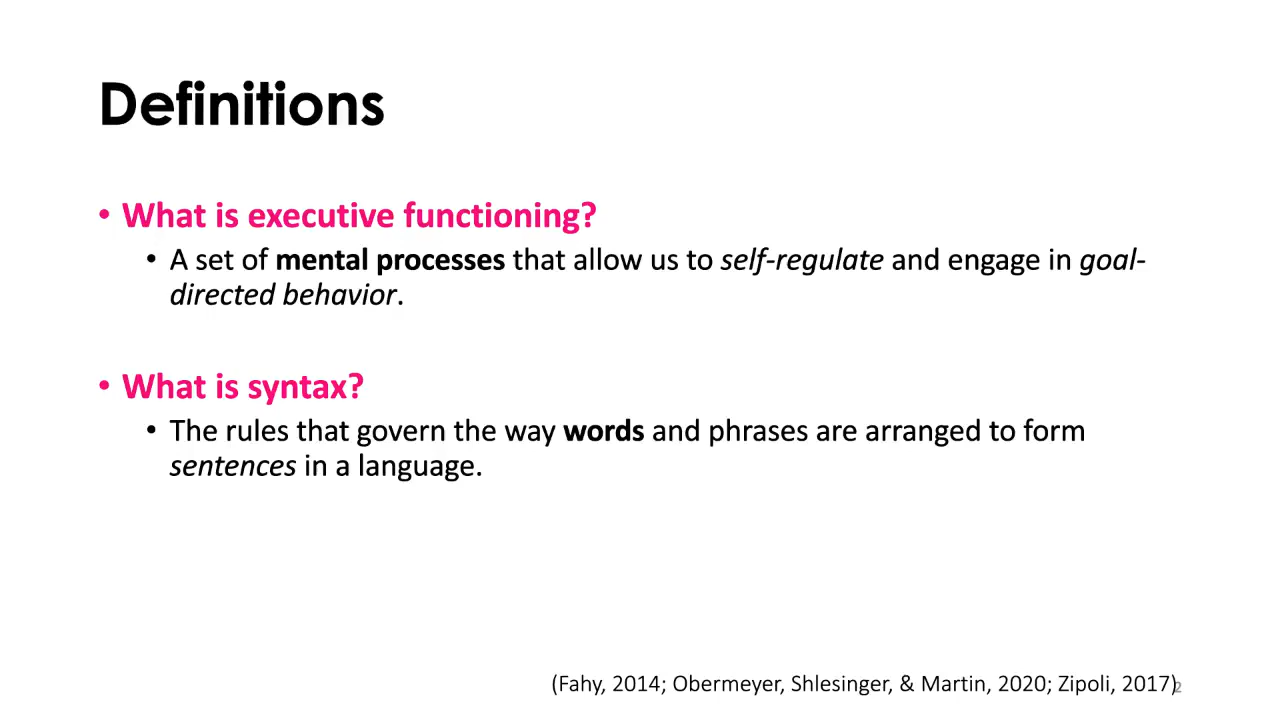 Definitions
• What is executive functioning?
• A set of mental processes that allow us to self-regulate and engage in goal-
directed behavior.
• What is syntax?
• The rules that govern the way words and phrases are arranged to form
sentences in a language.
(Fahy, 2014; Obermeyer, Shlesinger, & Martin, 2020; Zipoli, 2017)
2